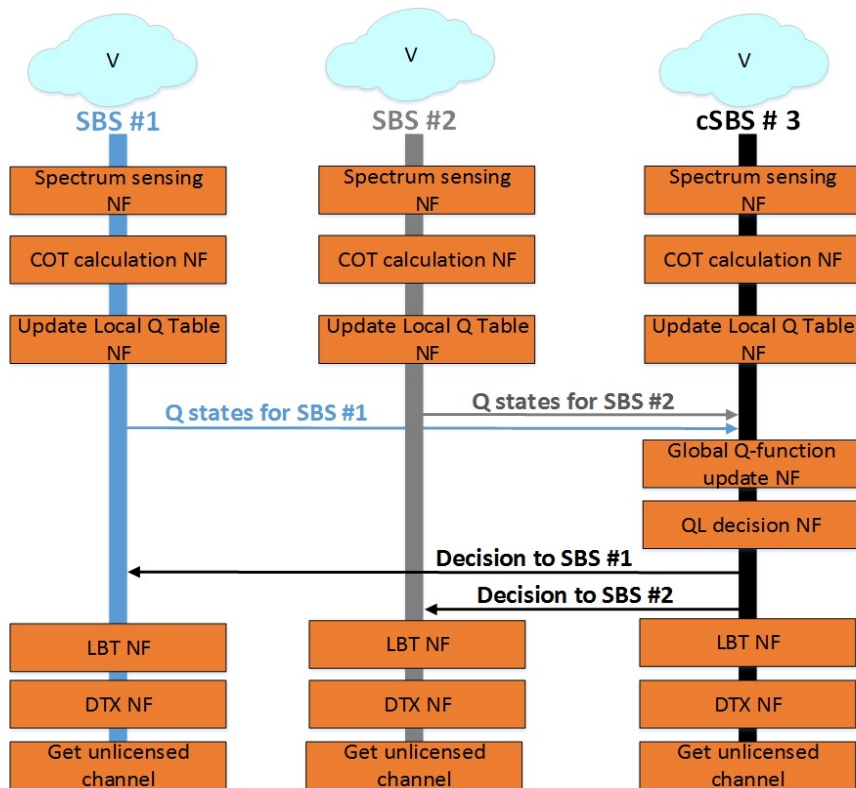 V
V
V
SBS #1
SBS #2
cSBS # 3
Spectrum sensing
NF
Spectrum sensing
NF
Spectrum sensing
NF
COT calculation NF
COT calculation NF
COT calculation NF
Update Local Q Table
NF
Update Local Q Table
NF
Update Local Q Table
NF
Q states for SBS #1
Q states for SBS #2
Global Q-function
update NF
QL decision NF
Decision to SBS #1
Decision to SBS #2
LBT NF
LBT NF
LBT NF
DTX NF
DTX NF
DTX NF
Get unlicensed
channel
Get unlicensed
channel
Get unlicensed
channel